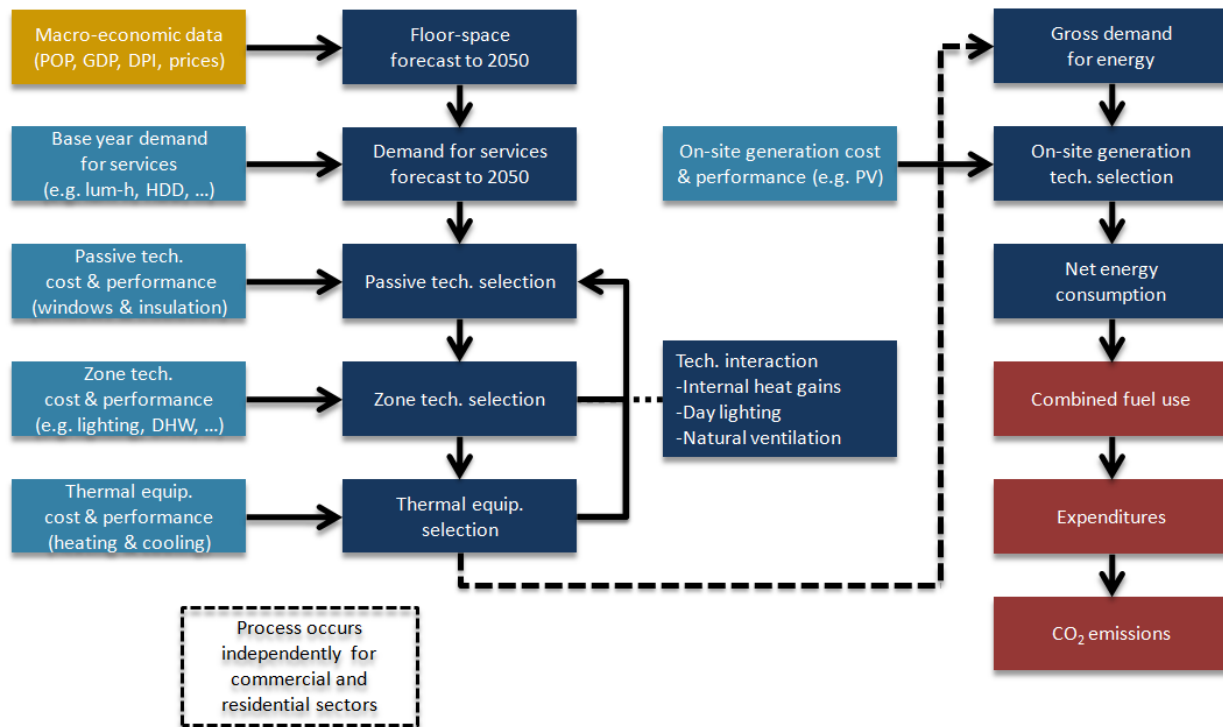 Macro-economic data
(POP, GDP, DPI, prices)
Floor-space
forecast to 2050
Base year demand
for services
(e.g. lum-h, HDD, ...)
Demand for services
forecast to 2050
Passive tech.
cost & performance
(windows & insulation)
Passive tech. selection
Zone tech.
cost & performance
(e.g. lighting, DHW, ...)
Zone tech. selection
Thermal equip.
cost & performance
(heating & cooling)
Thermal equip.
selection
Tech. interaction
-Internal heat gains
-Day lighting
-Natural ventilation
Process occurs
independently for
commercial and
residential sectors
Gross demand
for energy
On-site generation cost
& performance (e.g. PV)
On-site generation
tech. selection
Net energy
consumption
Combined fuel use
Expenditures
CO₂ emissions